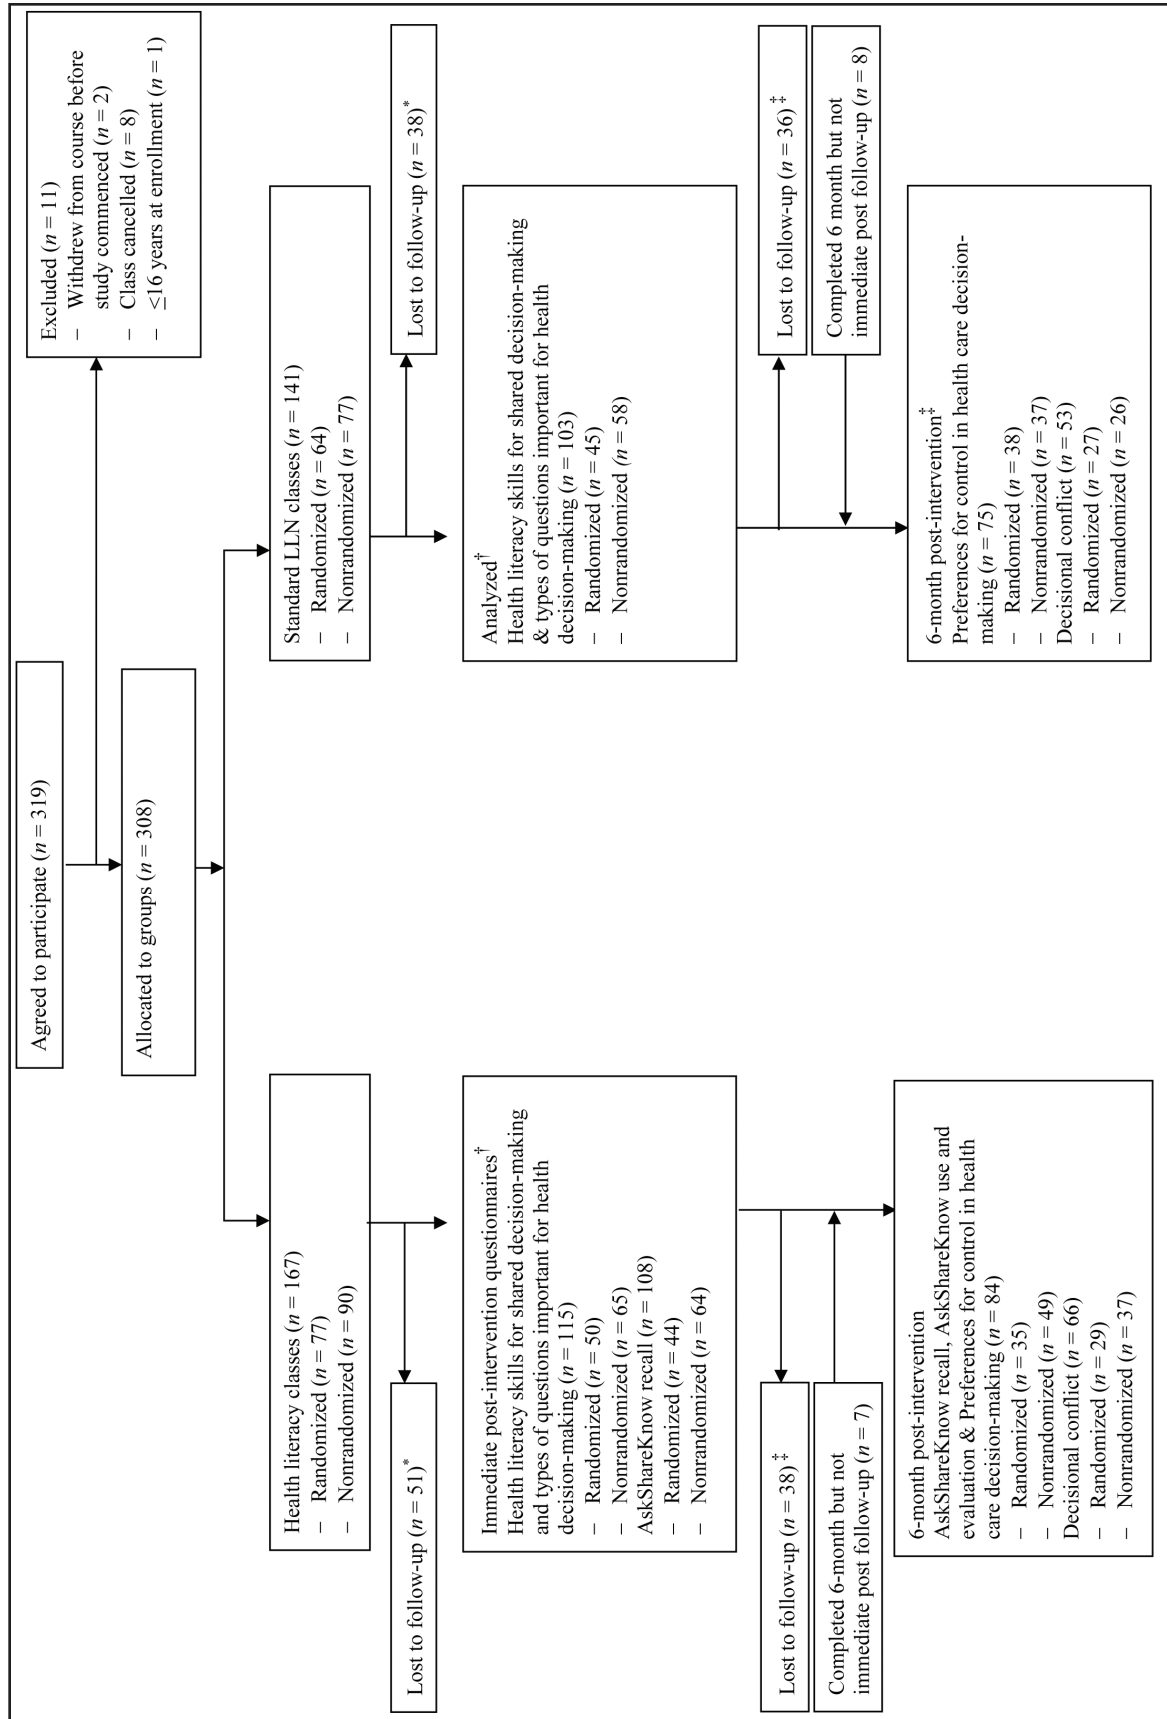 Agreed to participate (n = 319)
Excluded (n = 11)
– Withdrew from course before
study commenced (n = 2)
– Class cancelled (n = 8)
– ≤16 years at enrollment (n = 1)
Allocated to groups (n = 308)
Health literacy classes (n = 167)
– Randomized (n = 77)
– Nonrandomized (n = 90)
Standard LLN classes (n = 141)
– Randomized (n = 64)
– Nonrandomized (n = 77)
Lost to follow-up (n = 51)*
Lost to follow-up (n = 38)*
Immediate post-intervention questionnaires†
Health literacy skills for shared decision-making
and types of questions important for health
decision-making (n = 115)
– Randomized (n = 50)
– Nonrandomized (n = 65)
AskShareKnow recall (n = 108)
– Randomized (n = 44)
– Nonrandomized (n = 64)
Analyzed†
Health literacy skills for shared decision-making
& types of questions important for health
decision-making (n = 103)
– Randomized (n = 45)
– Nonrandomized (n = 58)
Lost to follow-up (n = 38)‡
Completed 6-month but not
immediate post follow-up (n = 7)
Lost to follow-up (n = 36)‡
Completed 6 month but not
immediate post follow-up (n = 8)
6-month post-intervention
AskShareKnow recall, AskShareKnow use and
evaluation & Preferences for control in health
care decision-making (n = 84)
– Randomized (n = 35)
– Nonrandomized (n = 49)
Decisional conflict (n = 66)
– Randomized (n = 29)
– Nonrandomized (n = 37)
6-month post-intervention‡
Preferences for control in health care decision-
making (n = 75)
– Randomized (n = 38)
– Nonrandomized (n = 37)
Decisional conflict (n = 53)
– Randomized (n = 27)
– Nonrandomized (n = 26)